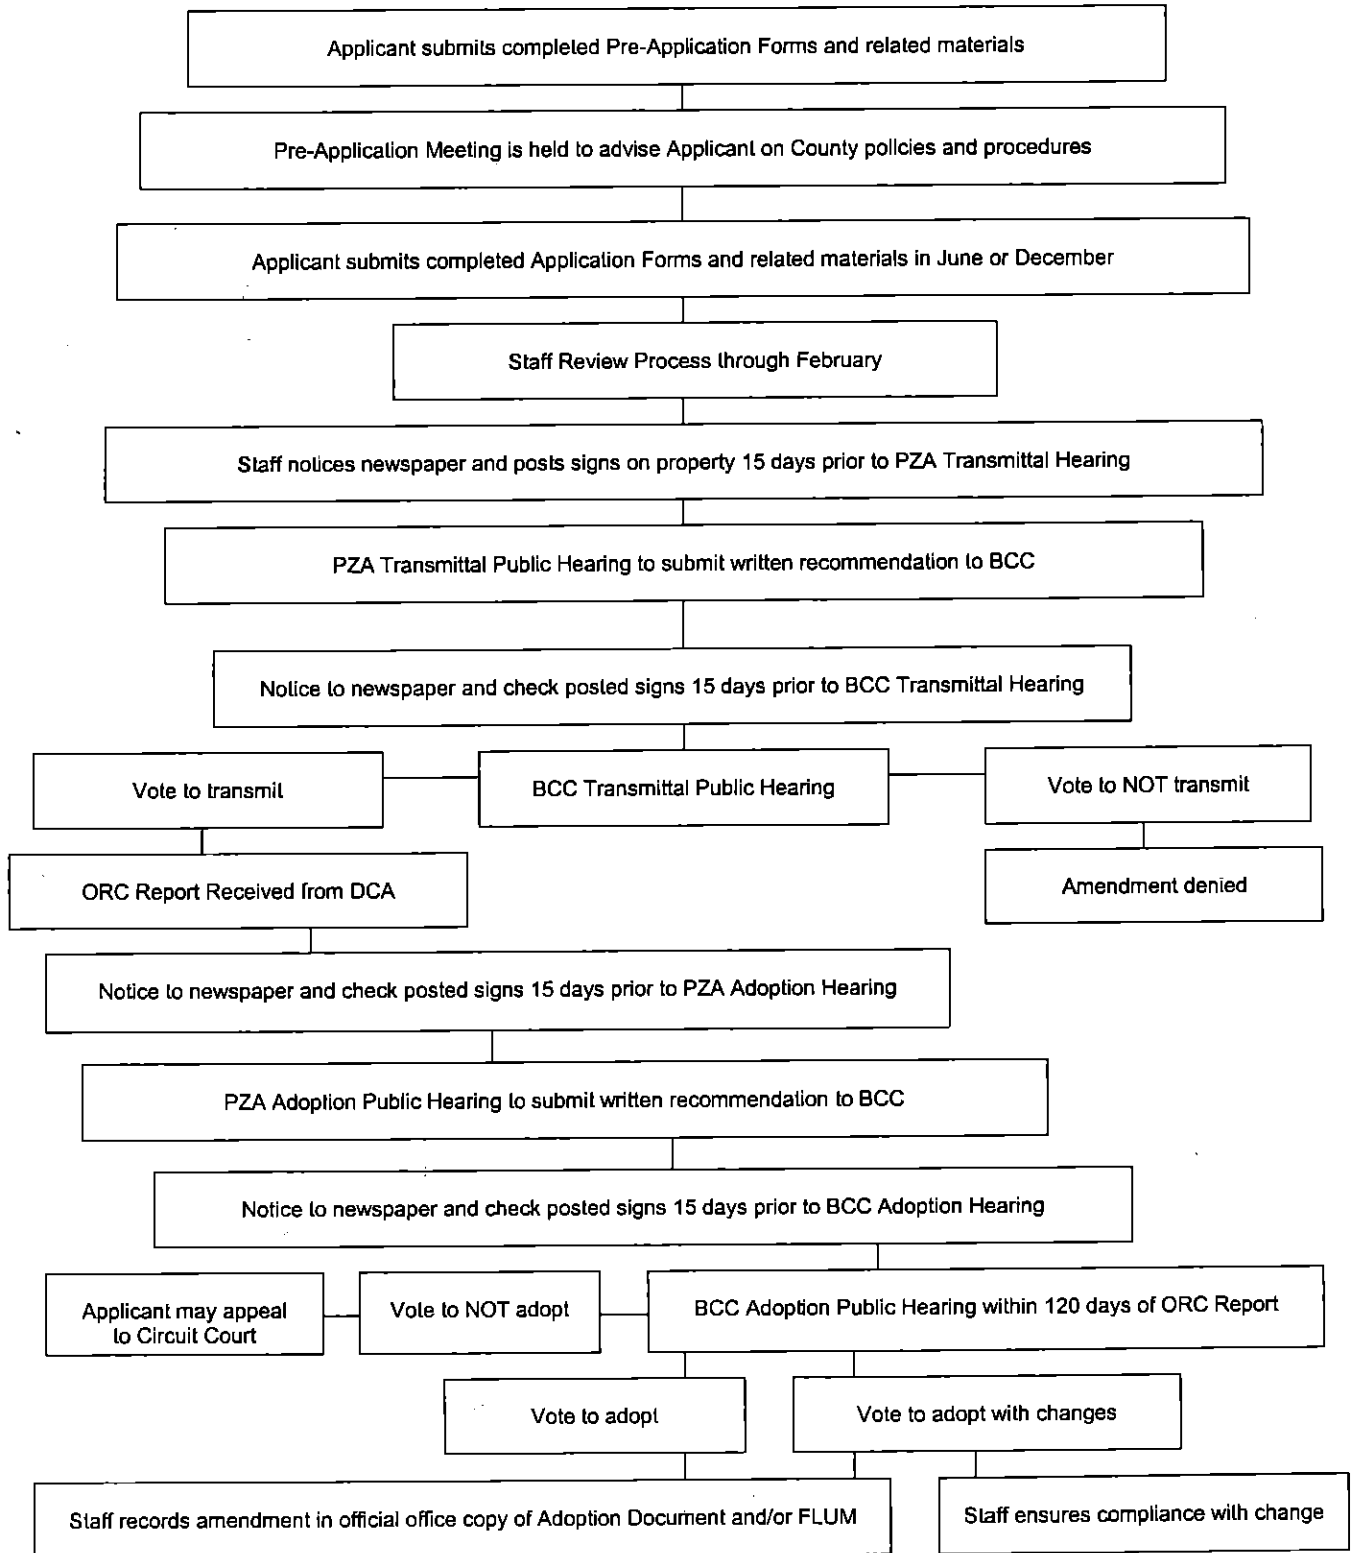 Applicant submits completed Pre-Application Forms and related materials
Pre-Application Meeting is held to advise Applicant on County policies and procedures
Applicant submits completed Application Forms and related materials in June or December
Staff Review Process through February
Staff notices newspaper and posts signs on property 15 days prior to PZA Transmittal Hearing
PZA Transmittal Public Hearing to submit written recommendation to BCC
Notice to newspaper and check posted signs 15 days prior to BCC Transmittal Hearing
Vote to transmit
BCC Transmittal Public Hearing
Vote to NOT transmit
ORC Report Received from DCA
Amendment denied
Notice to newspaper and check posted signs 15 days prior to PZA Adoption Hearing
PZA Adoption Public Hearing to submit written recommendation to BCC
Notice to newspaper and check posted signs 15 days prior to BCC Adoption Hearing
Applicant may appeal
to Circuit Court
Vote to NOT adopt
BCC Adoption Public Hearing within 120 days of ORC Report
Vote to adopt
Vote to adopt with changes
Staff records amendment in official office copy of Adoption Document and/or FLUM
Staff ensures compliance with change